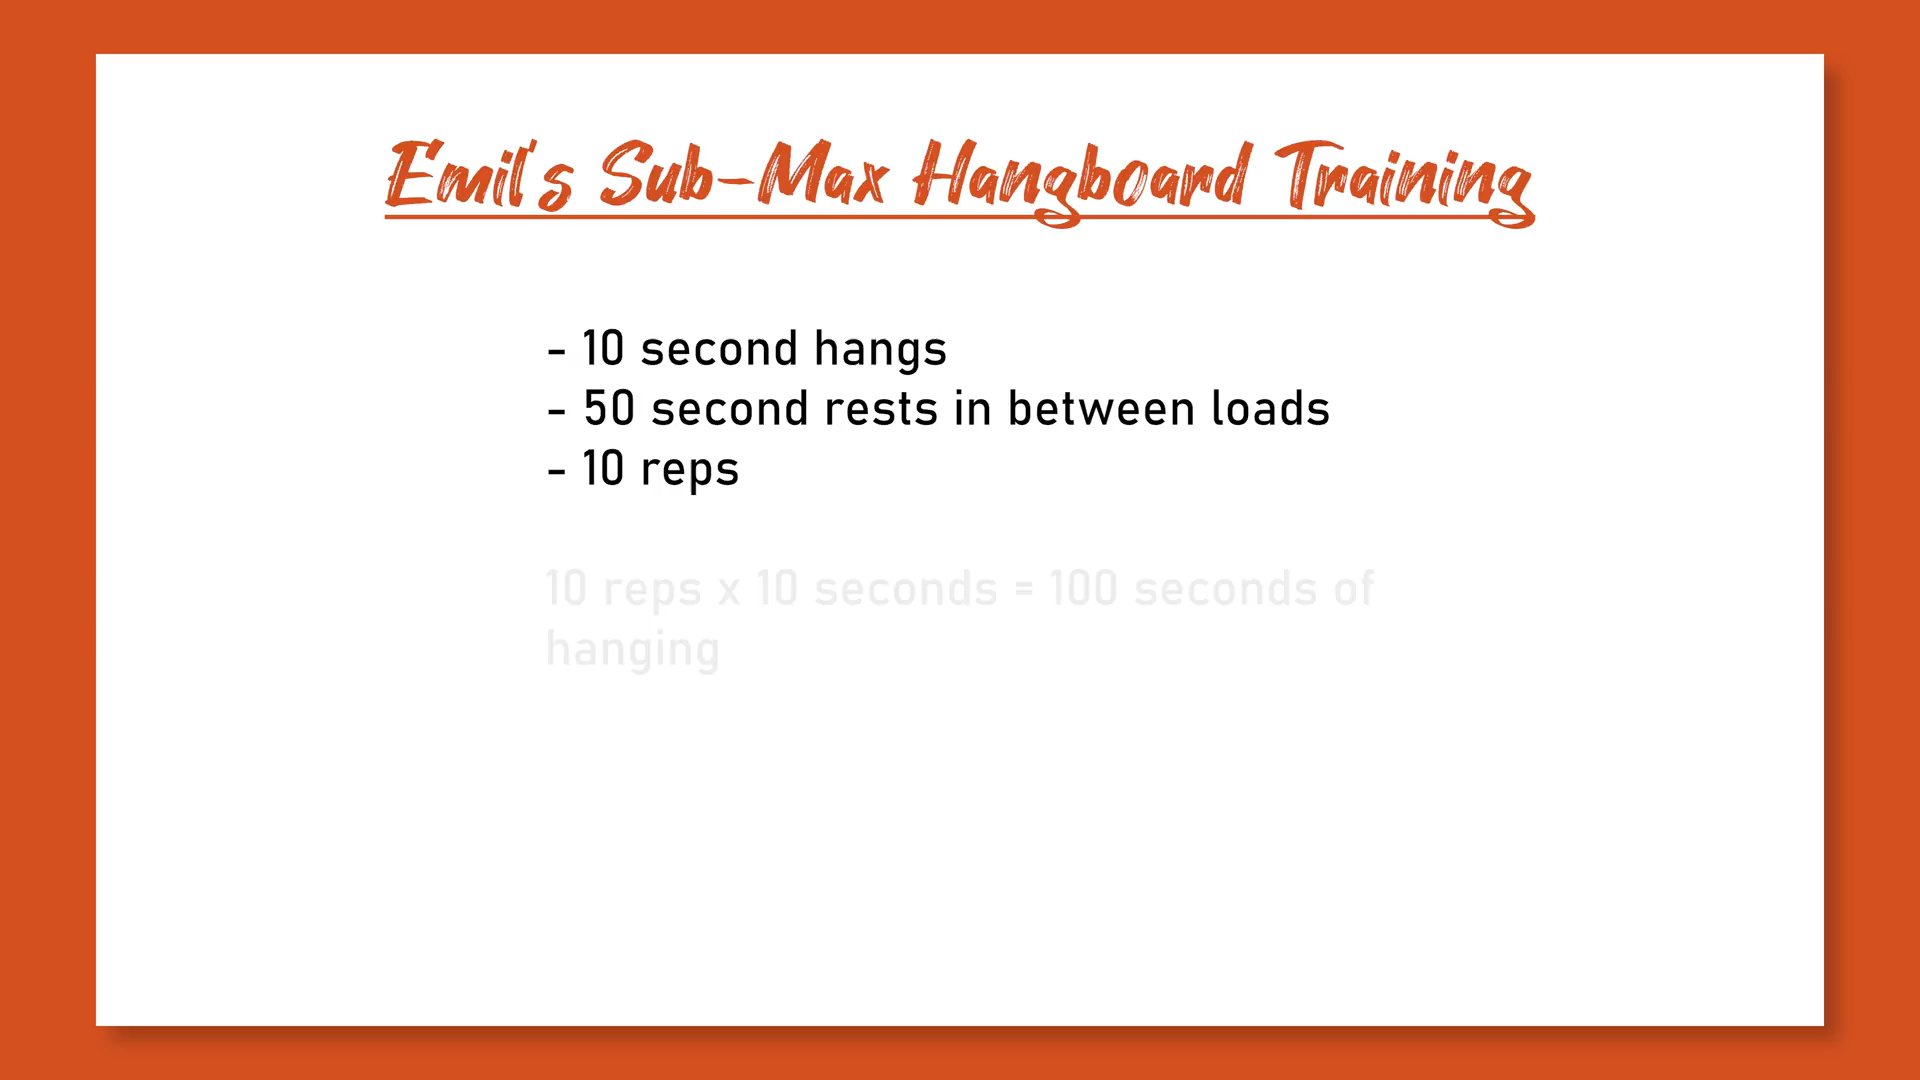 Emil's Sub-Max Hangboard Training
- 10 second hangs
- 50 second rests in between loads
- 10 reps
10 reps x 10 seconds = 100 seconds of
hanging